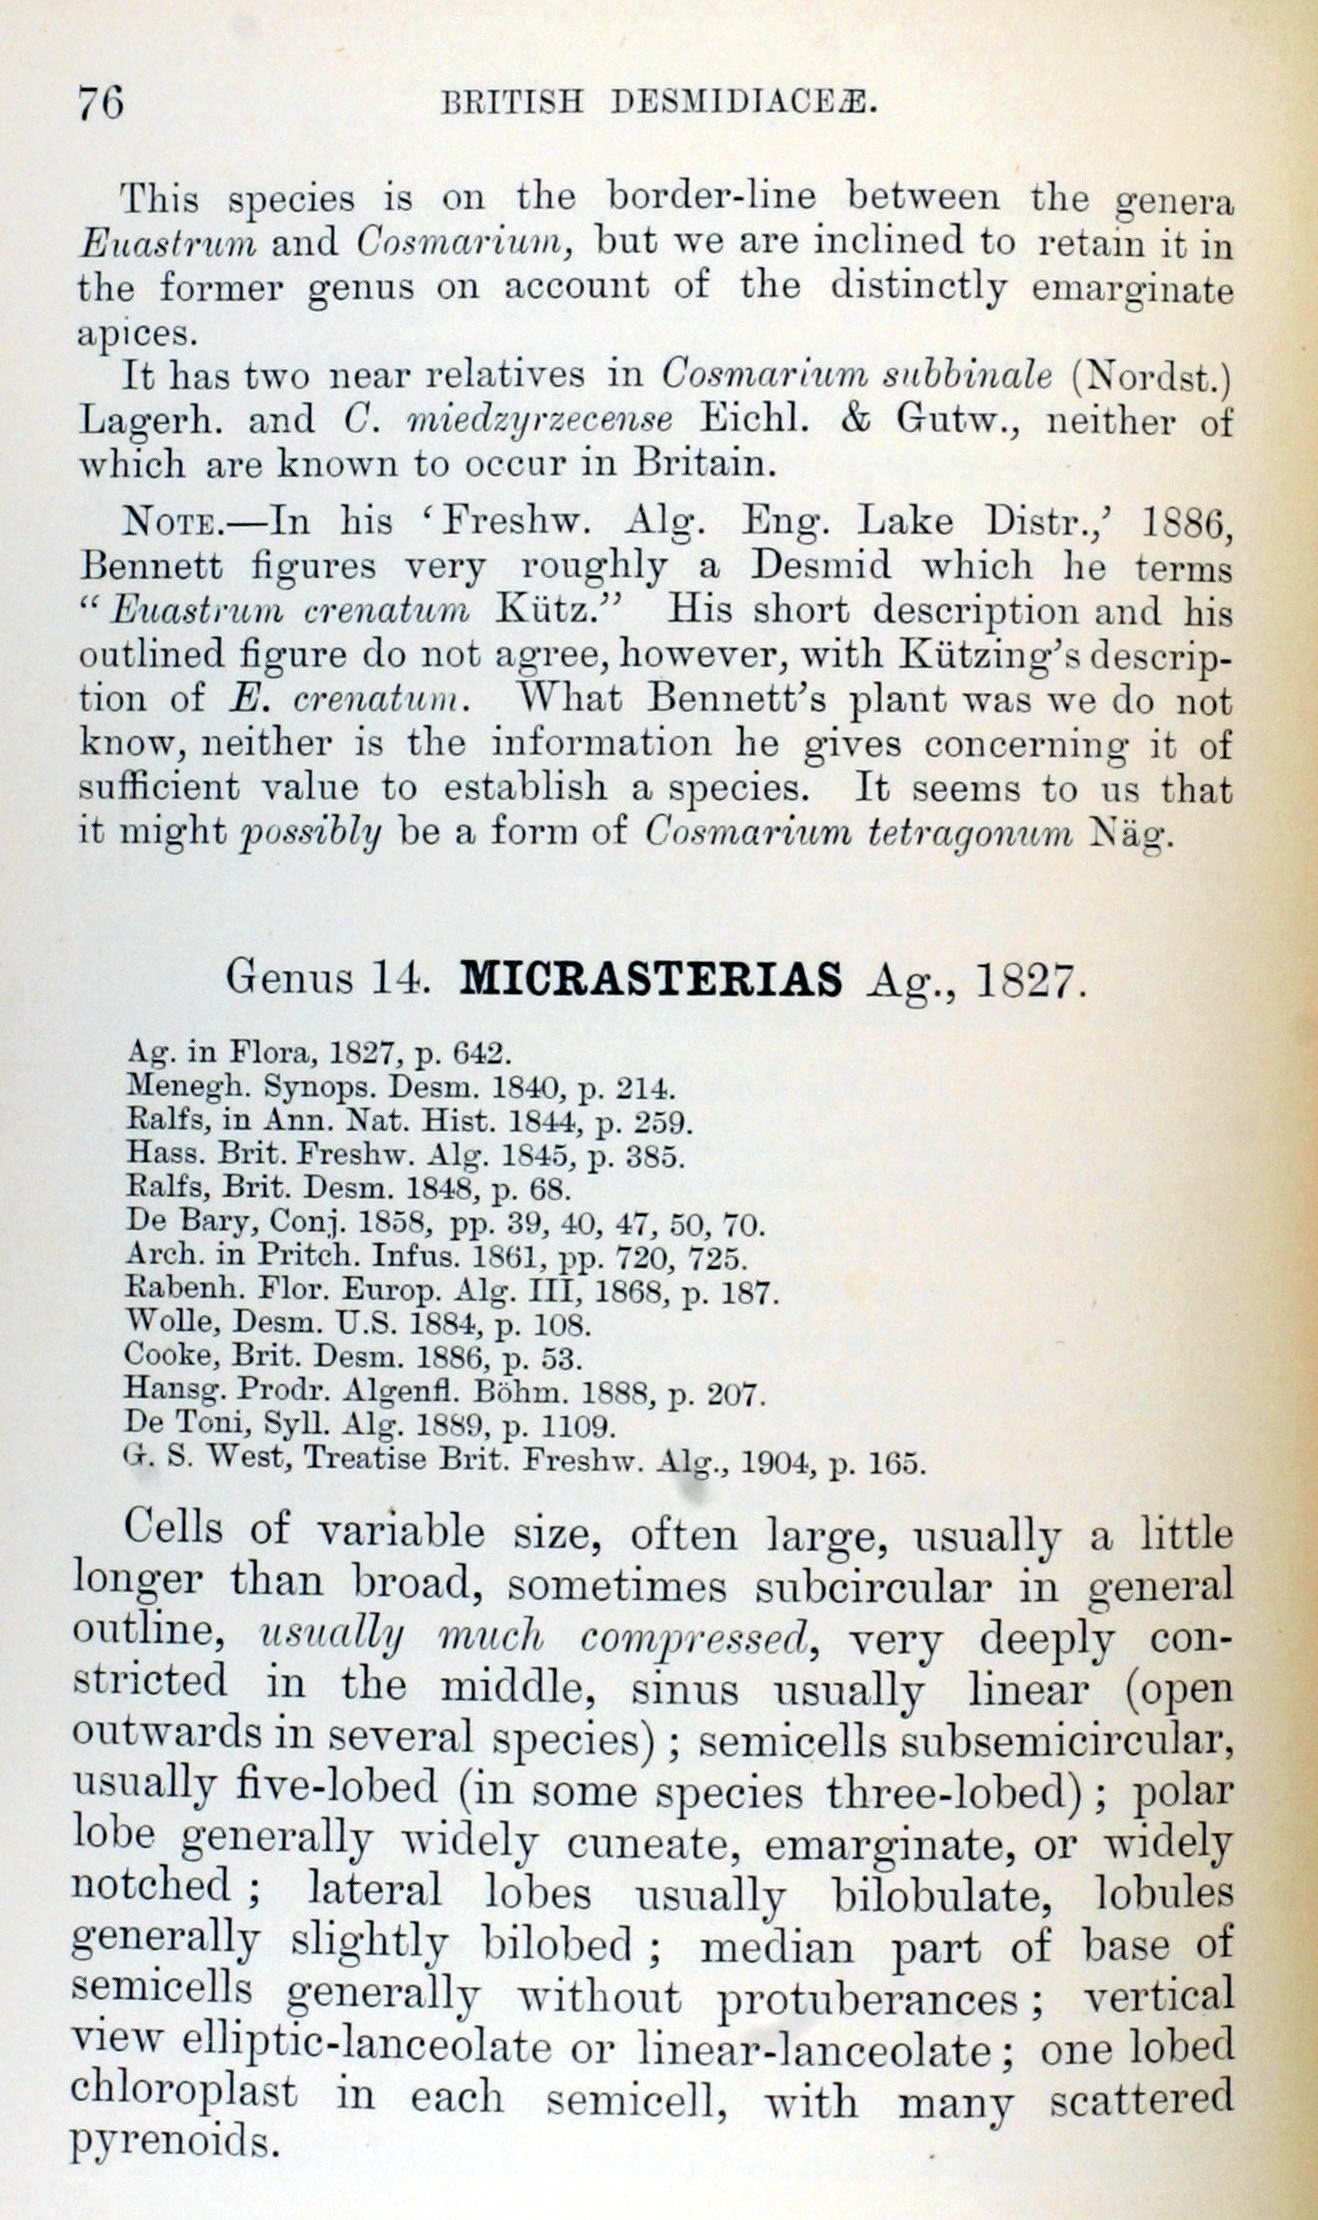 76 BRITISH DESMIDIACEÆ.
This species is on the border-line between the genera
Euastrum and Cosmarium, but we are inclined to retain it in
the former genus on account of the distinctly emarginate
apices.
It has two near relatives in Cosmarium subbinale (Nordst.)
Lagerh. and C. miedzyrzecense Eichl. & Gutw., neither of
which are known to occur in Britain.
NOTE.—In his ‘Freshw. Alg. Eng. Lake Distr.,’ 1886,
Bennett figures very roughly a Desmid which he terms
“Euastrum crenatum Kütz.” His short description and his
outlined figure do not agree, however, with Kützing’s descrip-
tion of E. crenatum. What Bennett’s plant was we do not
know, neither is the information he gives concerning it of
sufficient value to establish a species. It seems to us that
it might possibly be a form of Cosmarium tetragonum Näg.
Genus 14. MICRASTERIAS Ag., 1827.
Ag. in Flora, 1827, p. 642.
Menegh. Synops. Desm. 1840, p. 214.
Ralfs, in Ann. Nat. Hist. 1844, p. 259.
Hass. Brit. Freshw. Alg. 1845, p. 385.
Ralfs, Brit. Desm. 1848, p. 68.
De Bary, Conj. 1858, pp. 39, 40, 47, 50, 70.
Arch. in Pritch. Infus. 1861, pp. 720, 725.
Rabenh. Flor. Europ. Alg. III, 1868, p. 187.
Wolle, Desm. U.S. 1884, p. 108.
Cooke, Brit. Desm. 1886, p. 53.
Hansg. Prodr. Algenfl. Böhm. 1888, p. 207.
De Toni, Syll. Alg. 1889, p. 1109.
G. S. West, Treatise Brit. Freshw. Alg., 1904, p. 165.
Cells of variable size, often large, usually a little
longer than broad, sometimes subcircular in general
outline, usually much compressed, very deeply con-
stricted in the middle, sinus usually linear (open
outwards in several species) ; semicells subsemicircular,
usually five-lobed (in some species three-lobed) ; polar
lobe generally widely cuneate, emarginate, or widely
notched ; lateral lobes usually bilobulate, lobules
generally slightly bilobed ; median part of base of
semicells generally without protuberances ; vertical
view elliptic-lanceolate or linear-lanceolate ; one lobed
chloroplast in each semicell, with many scattered
pyrenoids.